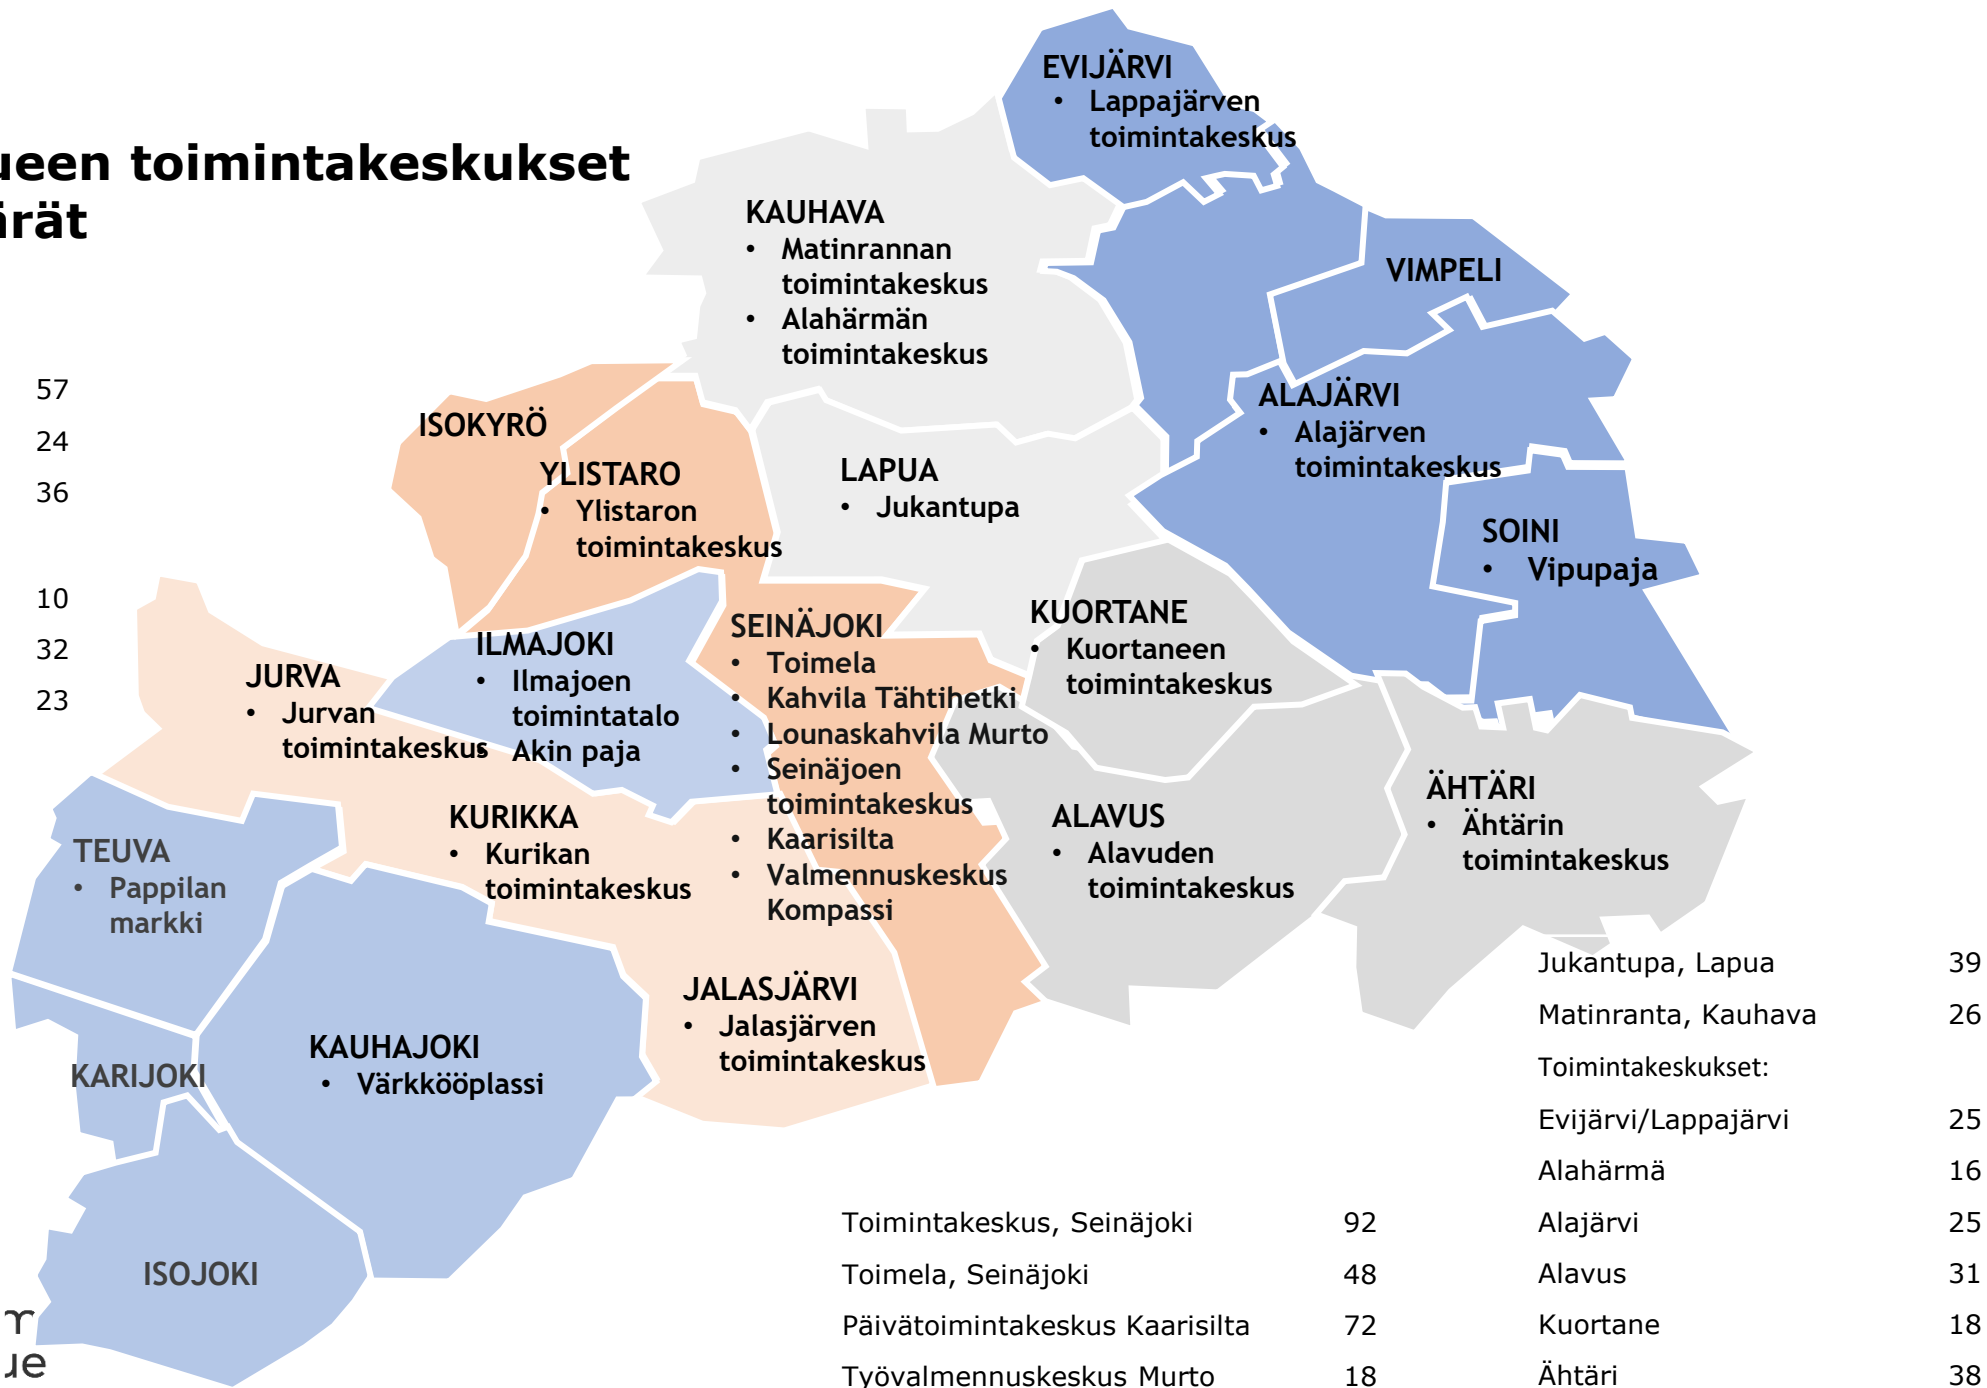 ueen toimintakeskukset
ärät
57
24
36
10
32
23
EVIJÄRVI
• Lappajärven
toimintakeskus
KAUHAVA
• Matinrannan
toimintakeskus
• Alahärmän
toimintakeskus
VIMPELI
ISOKYRÖ
ALAJÄRVI
• Alajärven
toimintakeskus
YLISTARO
• Ylistaron
toimintakeskus
LAPUA
• Jukantupa
SOINI
• Vipupaja
KUORTANE
• Kuortaneen
toimintakeskus
ILMAJOKI
• Ilmajoen
toimintatalo
• Akin paja
SEINÄJOKI
• Toimela
• Kahvila Tähtihetki
• Lounaskahvila Murto
• Seinäjoen
toimintakeskus
• Kaarisilta
• Valmennuskeskus
Kompassi
JURVA
• Jurvan
toimintakeskus
KURIKKA
• Kurikan
toimintakeskus
ALAVUS
• Alavuden
toimintakeskus
ÄHTÄRI
• Ähtärin
toimintakeskus
TEUVA
• Pappilan
markki
JALASJÄRVI
• Jalasjärven
toimintakeskus
KAUHAJOKI
• Värkkööplassi
KARIJOKI
ISOJOKI
m
ue
Toimintakeskus, Seinäjoki 92
Toimela, Seinäjoki 48
Päivätoimintakeskus Kaarisilta 72
Työvalmennuskeskus Murto 18
Jukantupa, Lapua 39
Matinranta, Kauhava 26
Toimintakeskukset:
Evijärvi/Lappajärvi 25
Alahärmä 16
Alajärvi 25
Alavus 31
Kuortane 18
Ähtäri 38